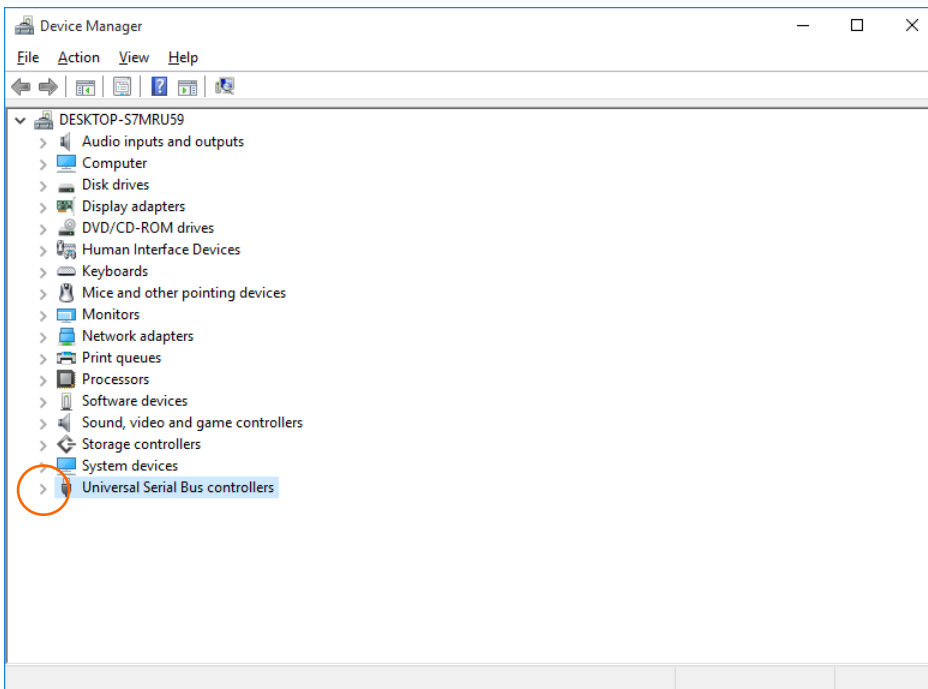 Device Manager
File Action View Help
DESKTOP-S7MRU59
Audio inputs and outputs
Computer
Disk drives
Display adapters
DVD/CD-ROM drives
Human Interface Devices
Keyboards
Mice and other pointing devices
Monitors
Network adapters
Print queues
Processors
Software devices
Sound, video and game controllers
Storage controllers
System devices
Universal Serial Bus controllers